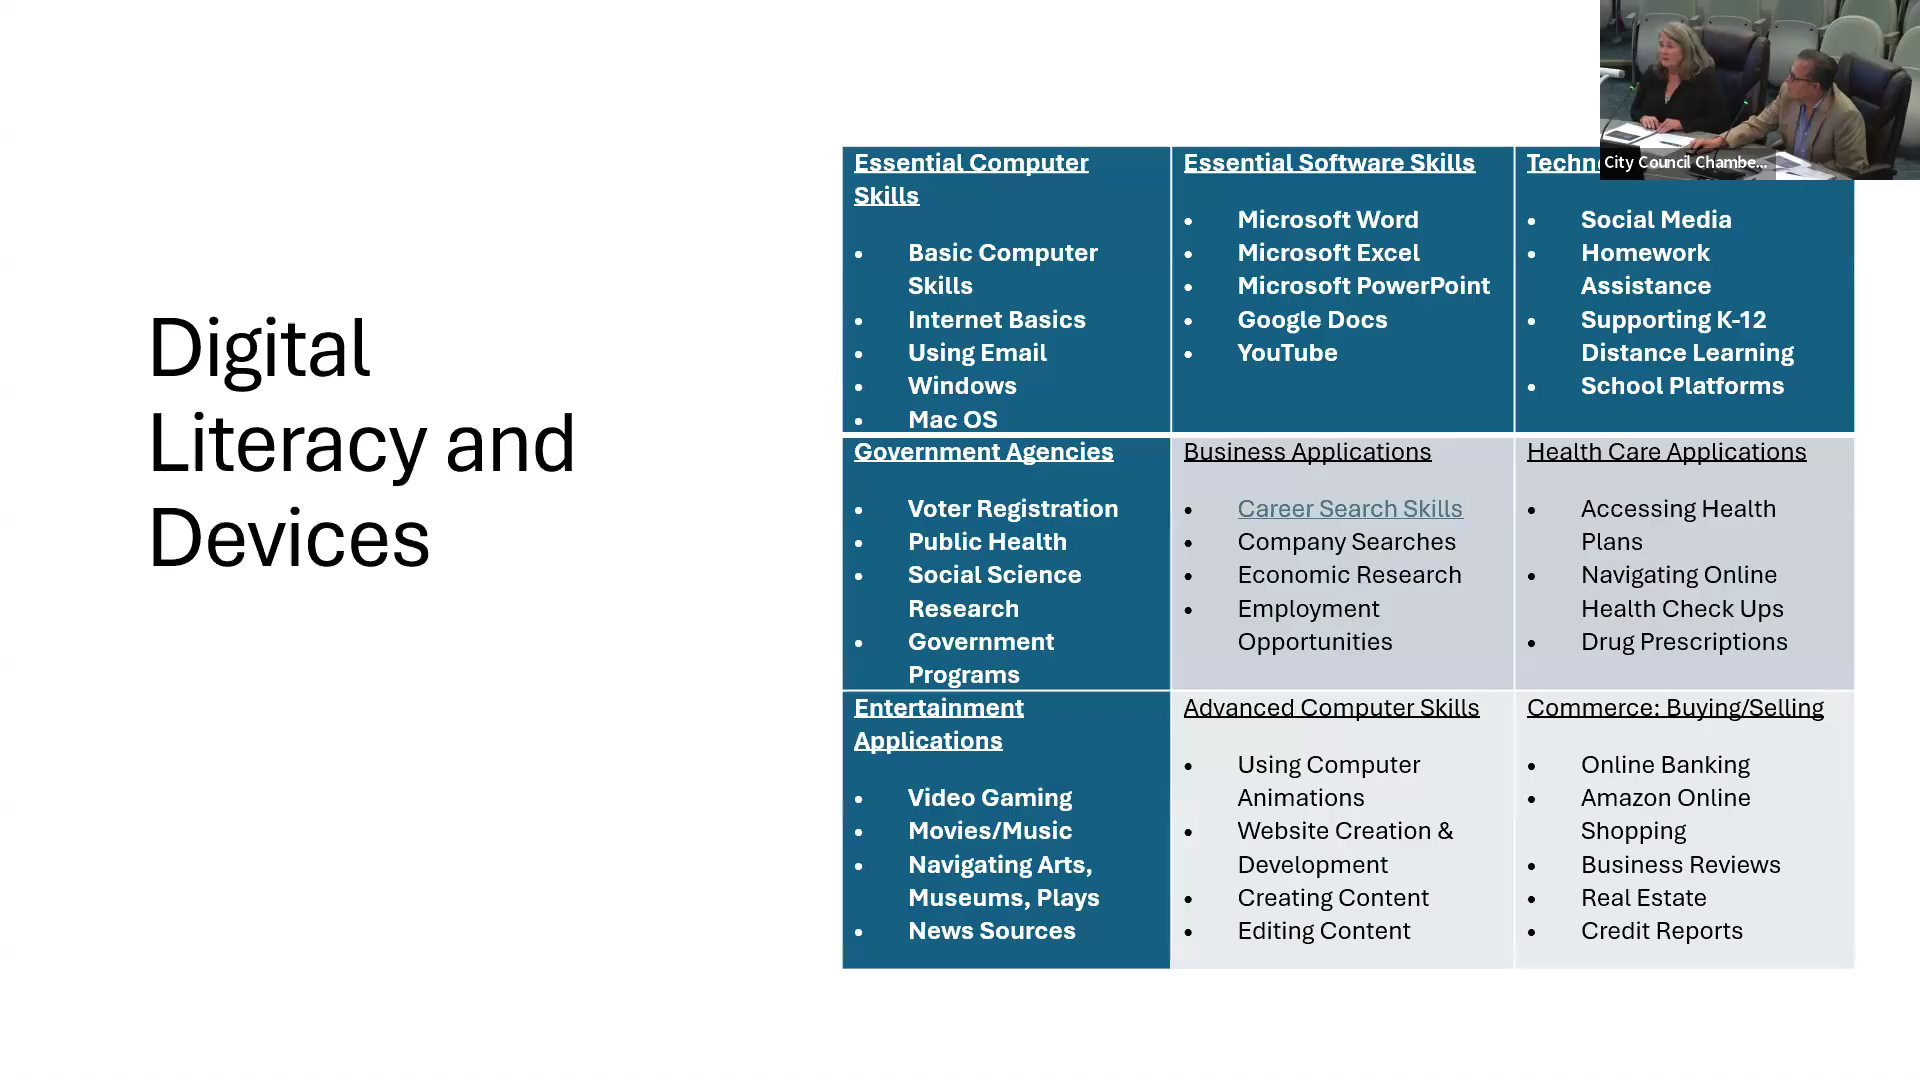 Digital
Literacy and
Devices
Essential Computer
Skills
• Basic Computer
Skills
• Internet Basics
• Using Email
• Windows
• Mac OS
Essential Software Skills
• Microsoft Word
• Microsoft Excel
• Microsoft PowerPoint
• Google Docs
• YouTube
• Social Media
• Homework
Assistance
• Supporting K-12
Distance Learning
• School Platforms
Government Agencies
• Voter Registration
• Public Health
• Social Science
Research
• Government
Programs
Business Applications
• Career Search Skills
• Company Searches
• Economic Research
• Employment
Opportunities
Health Care Applications
• Accessing Health
Plans
• Navigating Online
Health Check Ups
• Drug Prescriptions
Entertainment
Applications
• Video Gaming
• Movies/Music
• Navigating Arts,
Museums, Plays
• News Sources
Advanced Computer Skills
• Using Computer
Animations
• Website Creation &
Development
• Creating Content
• Editing Content
Commerce: Buying/Selling
• Online Banking
• Amazon Online
Shopping
• Business Reviews
• Real Estate
• Credit Reports
City Council Chambe...